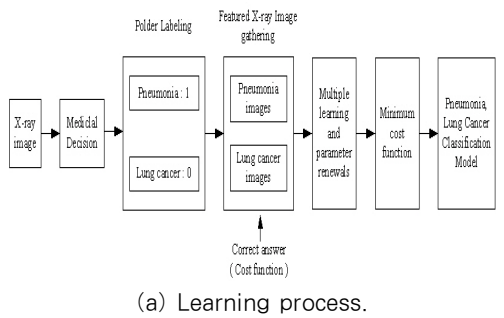 Polder Labeling
Featured X-ray Image
gathering
X-ray
image
Mediclal
Decision
Pneumonia : 1
Lung cancer : 0
Pneumonia
images
Lung cancer
images
Multiple
learning
and
parameter
renewals
Minimum
cost
function
Pneumonia,
Lung Cancer
Classification
Model
Correct answer
( Cost function )
(a) Learning process.